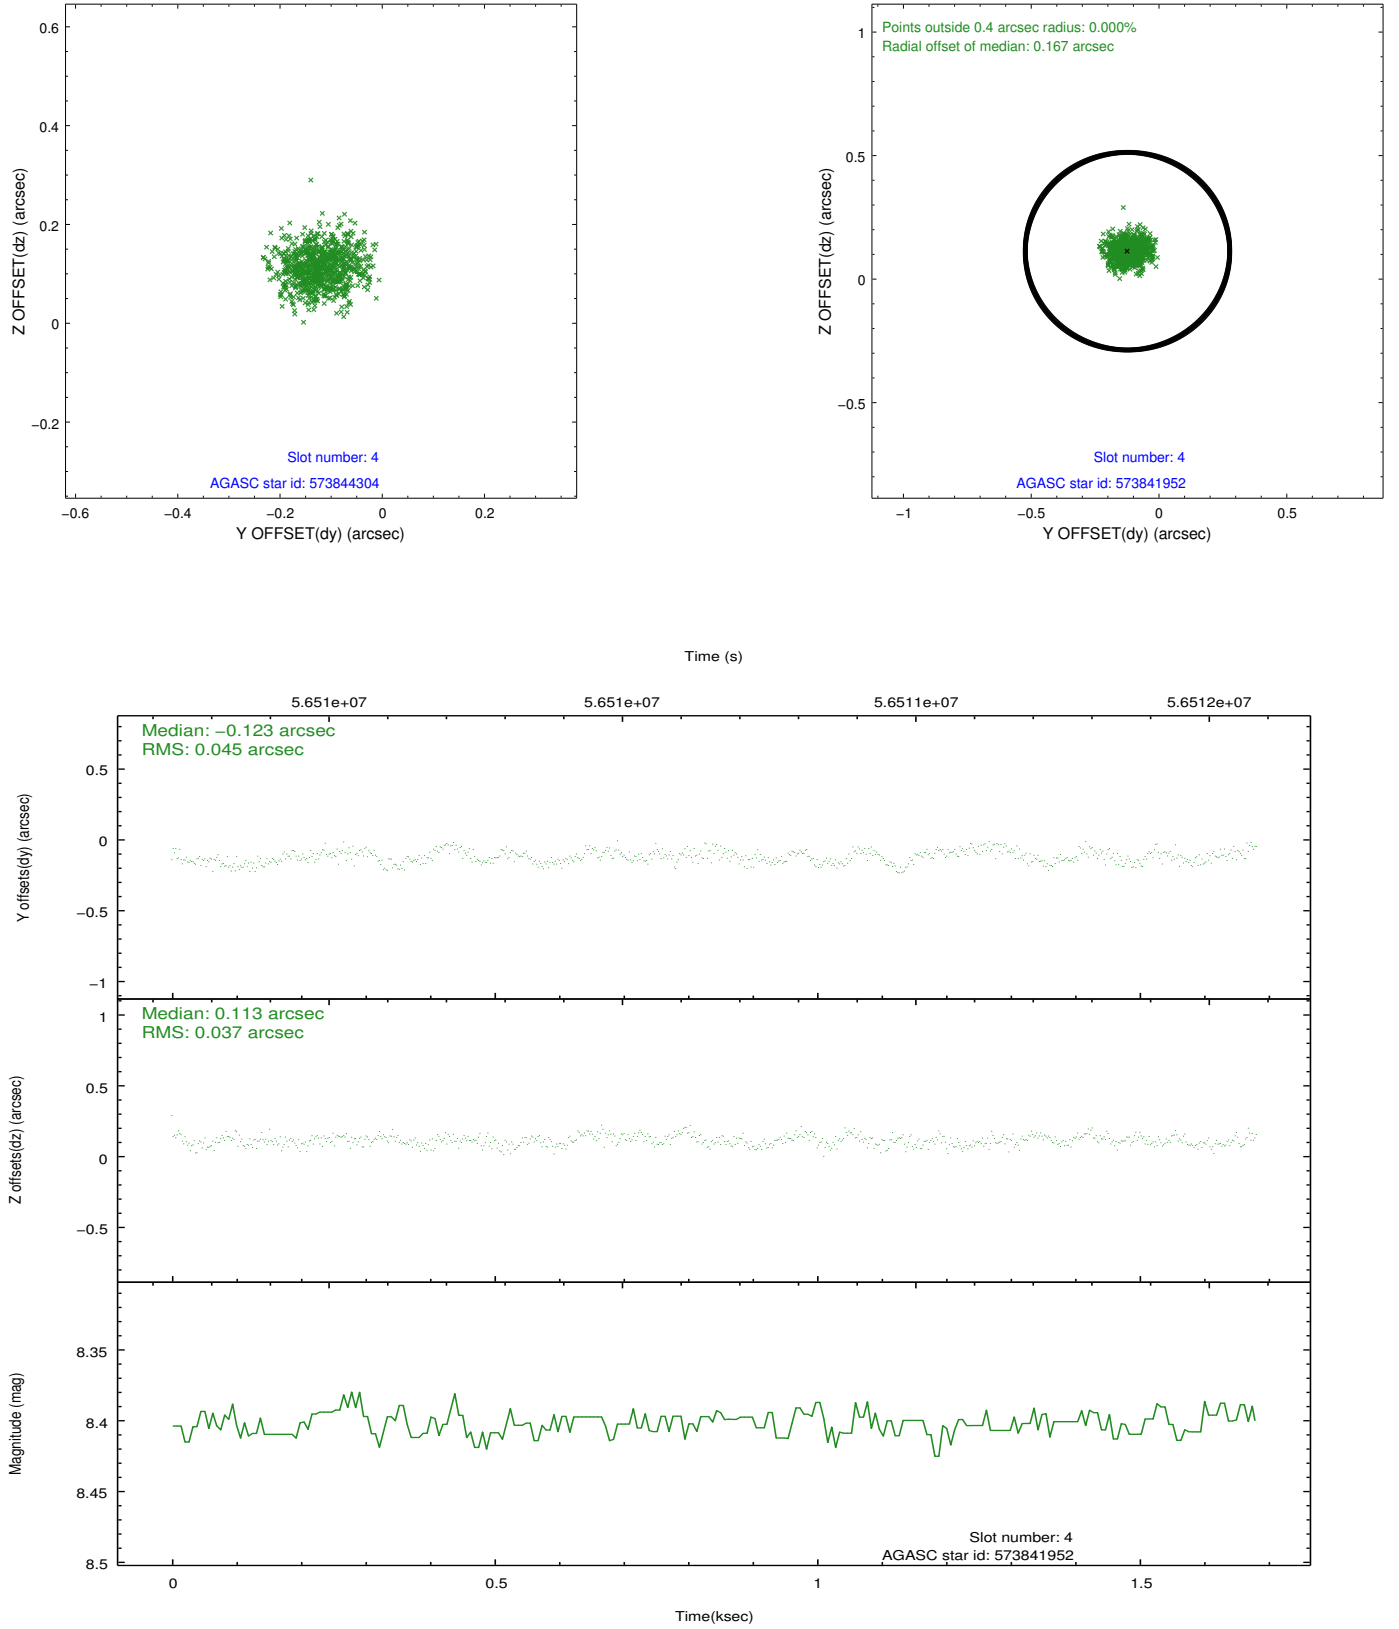 0.6
0.4
0.2
0
−0.2
Z OFFSET(dz) (arcsec)
Slot number: 4
AGASC star id: 573844304
−0.6
−0.4
−0.2
0
0.2
Y OFFSET(dy) (arcsec)
Points outside 0.4 arcsec radius: 0.000%
Radial offset of median: 0.167 arcsec
1
0.5
0
−0.5
Z OFFSET(dz) (arcsec)
Slot number: 4
AGASC star id: 573841952
−1
−0.5
0
0.5
Y OFFSET(dy) (arcsec)
Time (s)
5.651e+07
5.651e+07
5.6511e+07
5.6512e+07
Median: −0.123 arcsec
RMS: 0.045 arcsec
0.5
0
−0.5
−1
Y offsets(dy) (arcsec)
Median: 0.113 arcsec
RMS: 0.037 arcsec
1
0.5
0
−0.5
Z offsets(dz) (arcsec)
8.35
8.4
8.45
8.5
Magnitude (mag)
Slot number: 4
AGASC star id: 573841952
0
0.5
1
1.5
Time(ksec)